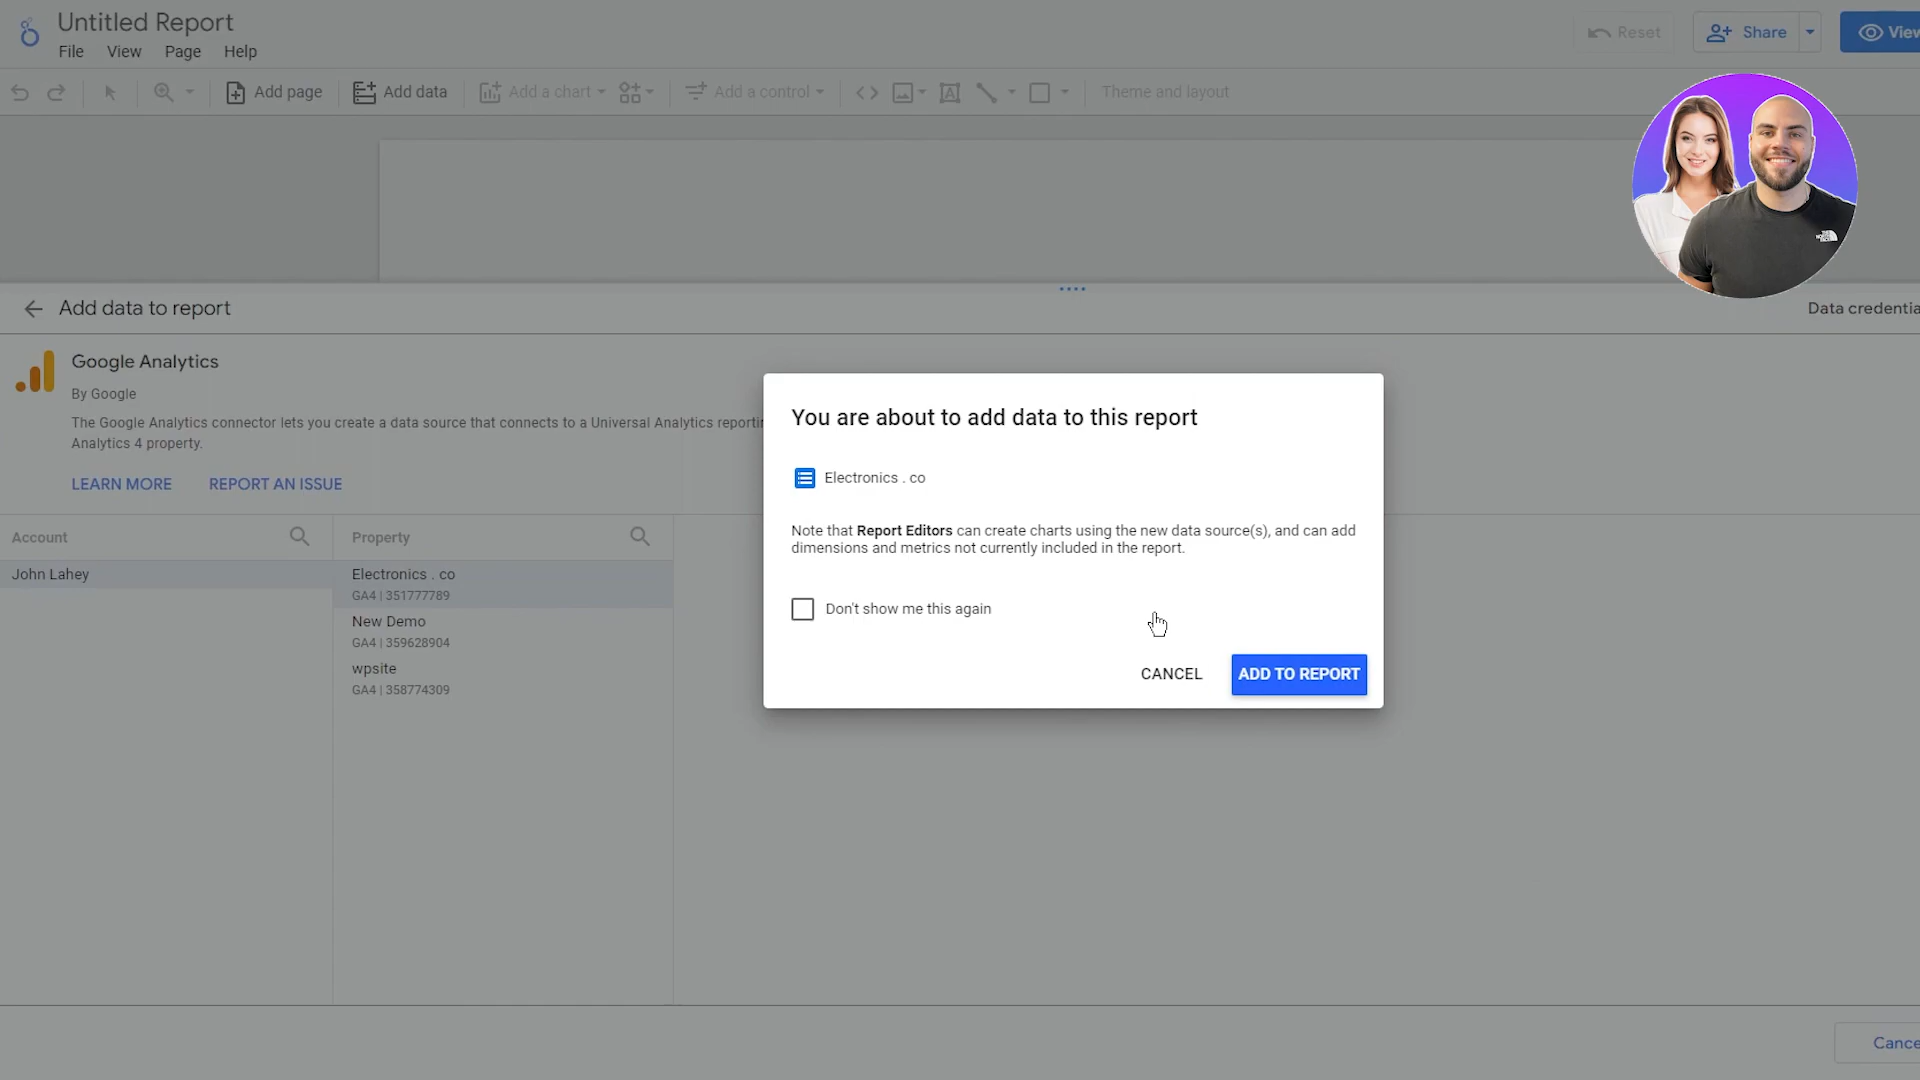 Untitled Report
File View Page Help
Reset Share View
Add page Add data Add a chart Add a control Theme and layout
Add data to report
Data credentia
Google Analytics
By Google
The Google Analytics connector lets you create a data source that connects to a Universal Analytics reportin
Analytics 4 property.
LEARN MORE REPORT AN ISSUE
Account Property
John Lahey
Electronics . co
GA4 | 351777789
New Demo
GA4 | 359628904
wpsite
GA4 | 358774309
You are about to add data to this report
Electronics . co
Note that Report Editors can create charts using the new data source(s), and can add
dimensions and metrics not currently included in the report.
Don't show me this again
CANCEL ADD TO REPORT
Cance